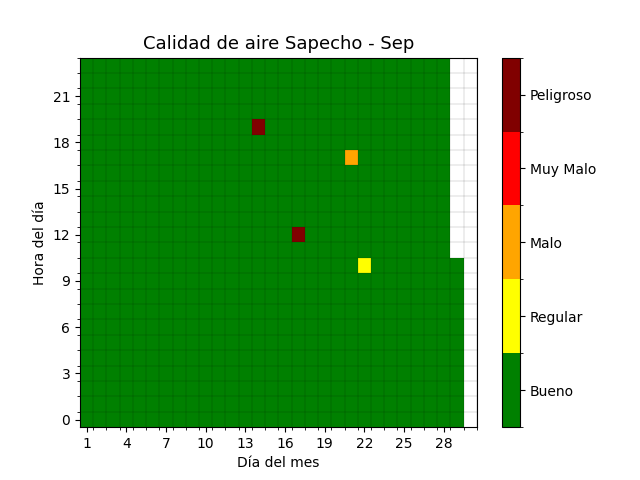 Calidad de aire Sapecho - Sep
Hora del día
21
18
15
12
9
6
3
0
1 4 7 10 13 16 19 22 25 28
Día del mes
Peligroso
Muy Malo
Malo
Regular
Bueno